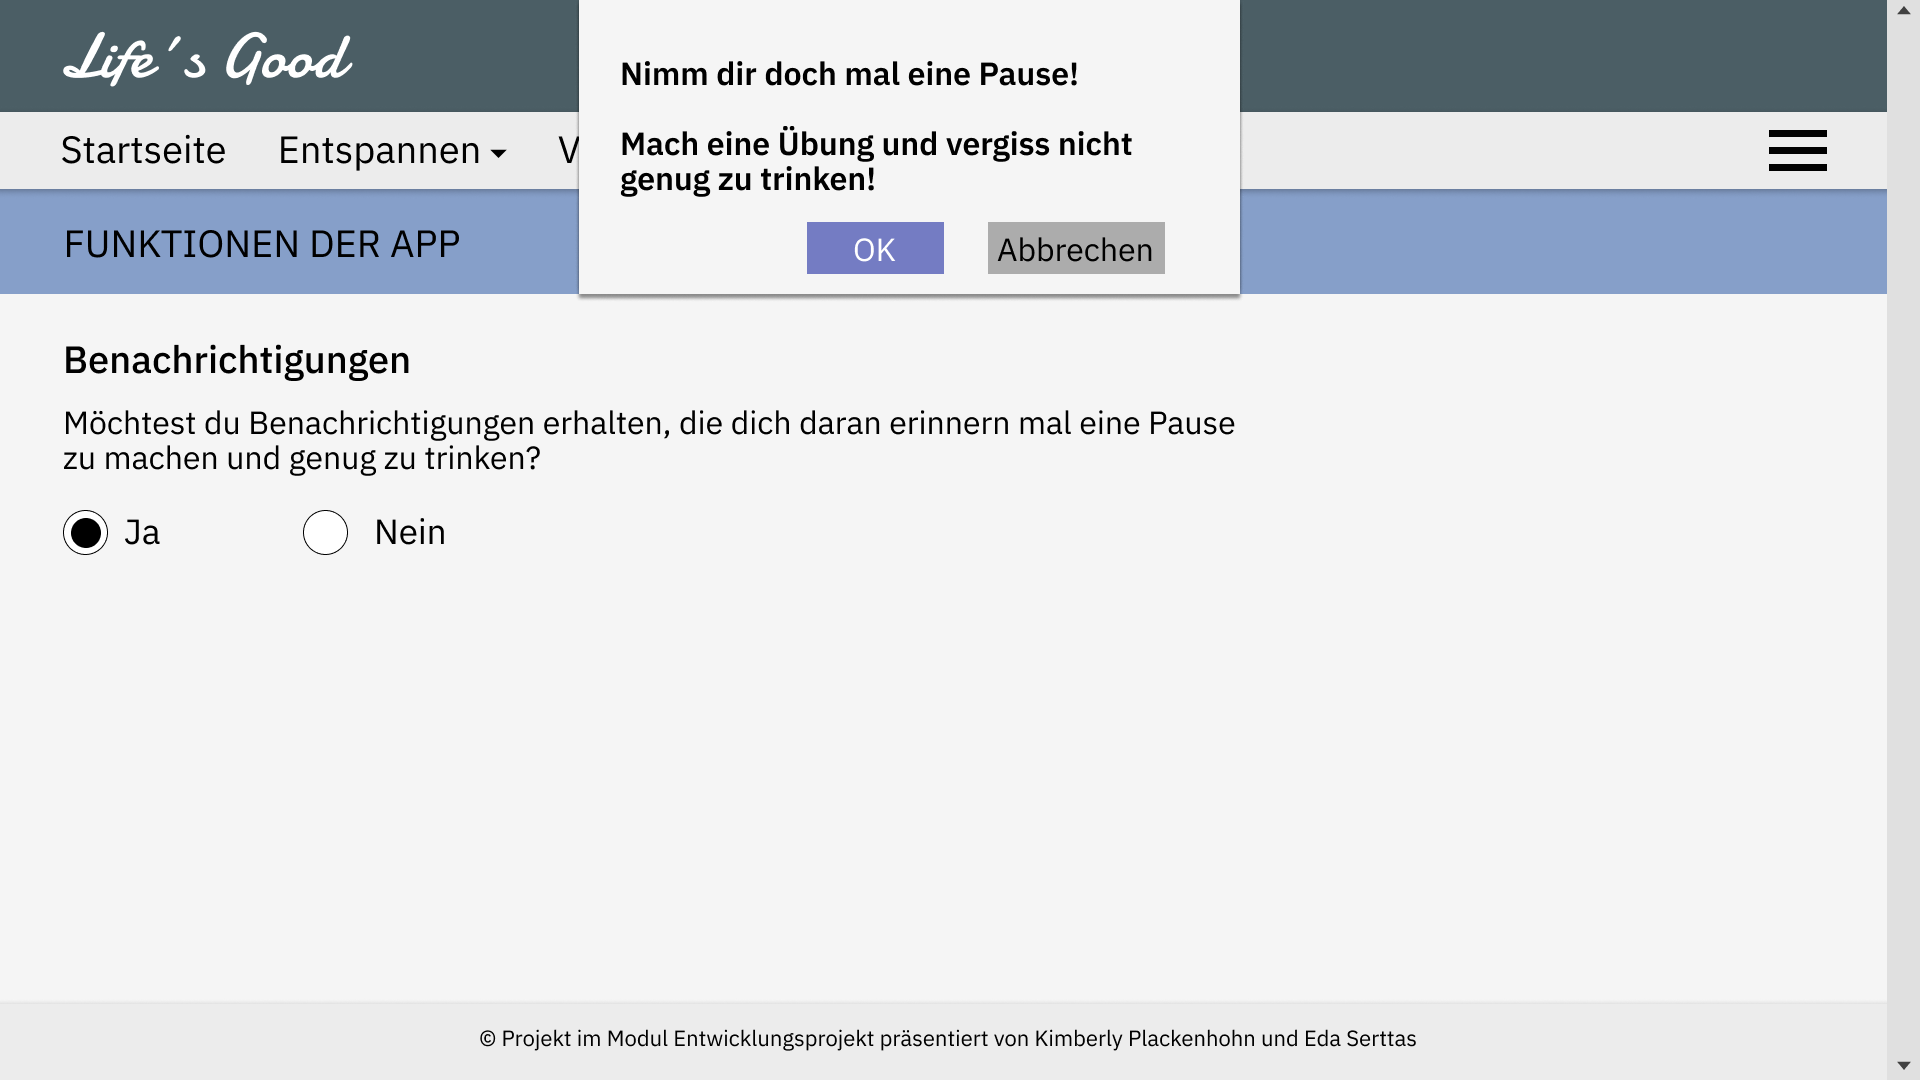 Life´s Good
Nimm dir doch mal eine Pause!
Mach eine Übung und vergiss nicht
genug zu trinken!
OK
Abbrechen
Startseite
Entspannen
V
FUNKTIONEN DER APP
Benachrichtigungen
Möchtest du Benachrichtigungen erhalten, die dich daran erinnern mal eine Pause
zu machen und genug zu trinken?
Ja
Nein
© Projekt im Modul Entwicklungsprojekt präsentiert von Kimberly Plackenhohn und Eda Serttas